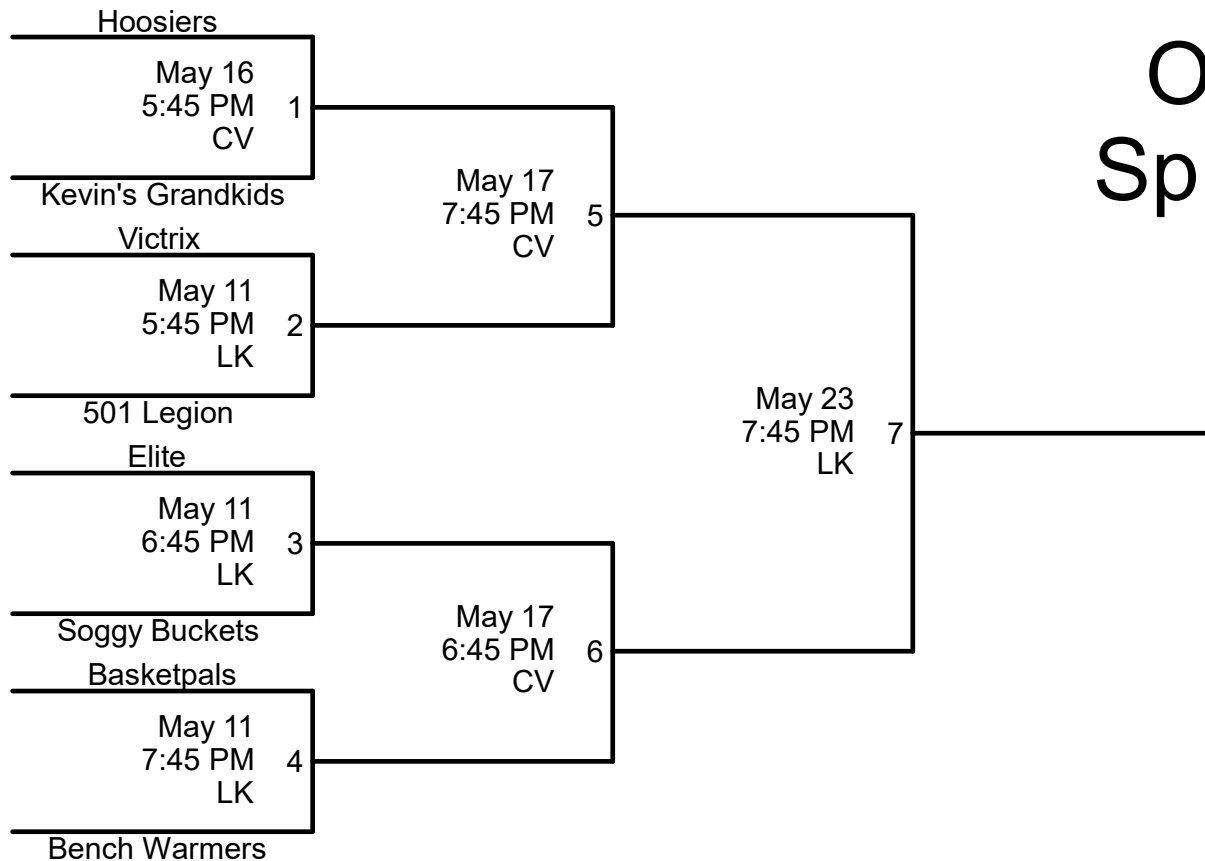 Hoosiers
May 16
5:45 PM
CV
1
Kevin's Grandkids
Victrix
May 11
5:45 PM
LK
2
501 Legion
Elite
May 11
6:45 PM
LK
3
Soggy Buckets
Basketpals
May 11
7:45 PM
LK
4
Bench Warmers
May 17
7:45 PM
CV
5
May 17
6:45 PM
CV
6
May 23
7:45 PM
LK
7
O
Sp